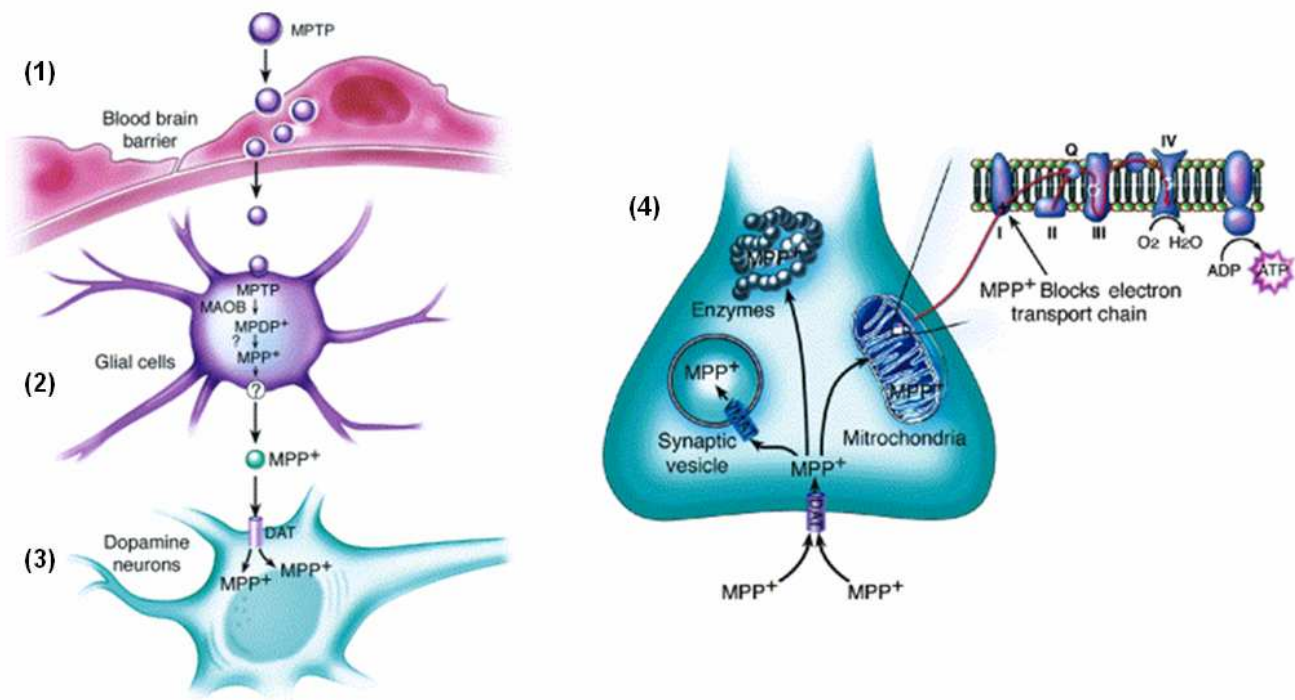 MPTP
(1)
Blood brain
barrier
MPTP
MAOB
MPDP+
?
MPP+
Glial cells
(2)
?
MPP+
DAT
Dopamine
neurons
(3)
MPP+
MPP+
(4)
MPP+
Enzymes
MPP+
Synaptic
vesicle
MPP+
Mitrochondria
MPP+
DAT
MPP+
MPP+
Q
IV
I
II
III
O2
H2O
ADP
ATP
MPP+ Blocks electron
transport chain